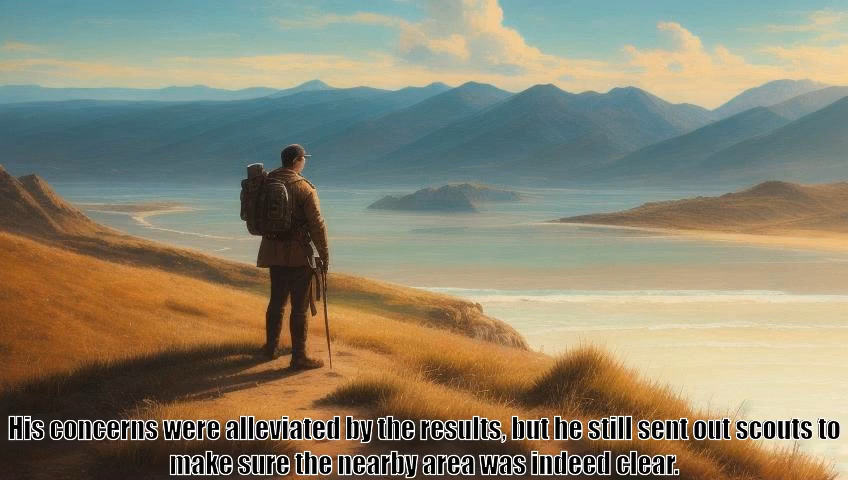 His concerns were alleviated by the results, but he still sent out scouts to
make sure the nearby area was indeed clear.